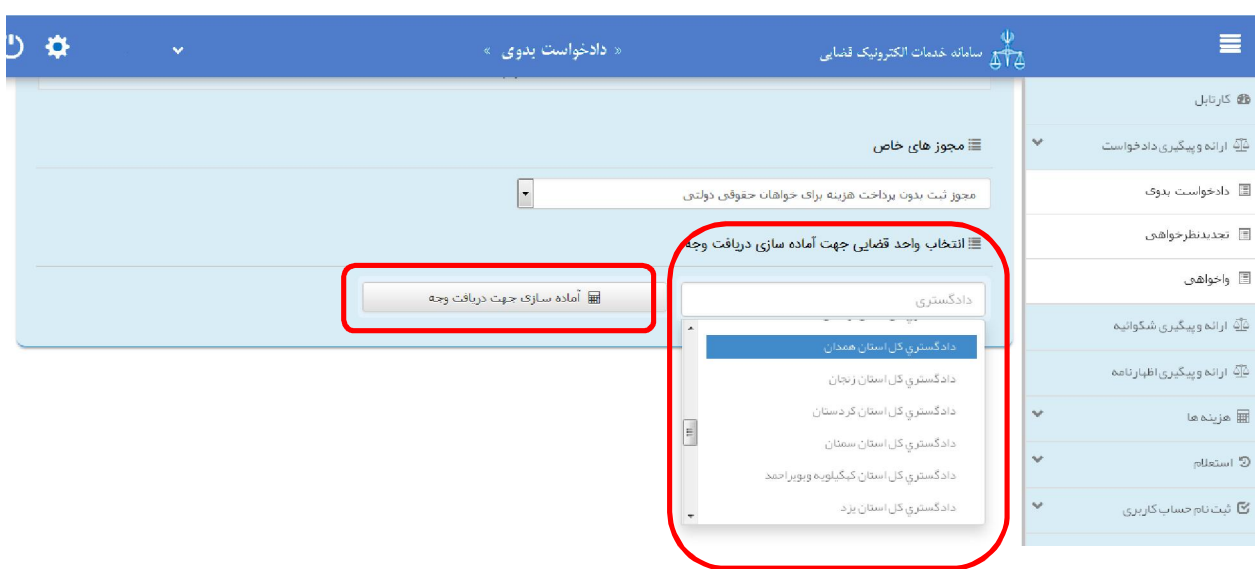 سامانه خدمات الکترونیک قضایی
« دادخواست بدوی »
کارتابل
ارائه و پیگیری دادخواست
دادخواست بدوی
تجدیدنظرخواهی
واخواهی
ارائه و پیگیری شکوائیه
ارائه و پیگیری اظهارنامه
هزینه ها
استعلام
ثبت نام حساب کاربری
مجوز های خاص
مجوز ثبت بدون پرداخت هزینه برای خواهان حقوقی دولتی
انتخاب واحد قضایی جهت آماده سازی دریافت وجه
دادگستری
آماده سازی جهت دریافت وجه
دادگستري كل استان همدان
دادگستري كل استان زنجان
دادگستري كل استان كردستان
دادگستري كل استان سمنان
دادگستري كل استان كهگيلويه وبويراحمد
دادگستري كل استان يزد